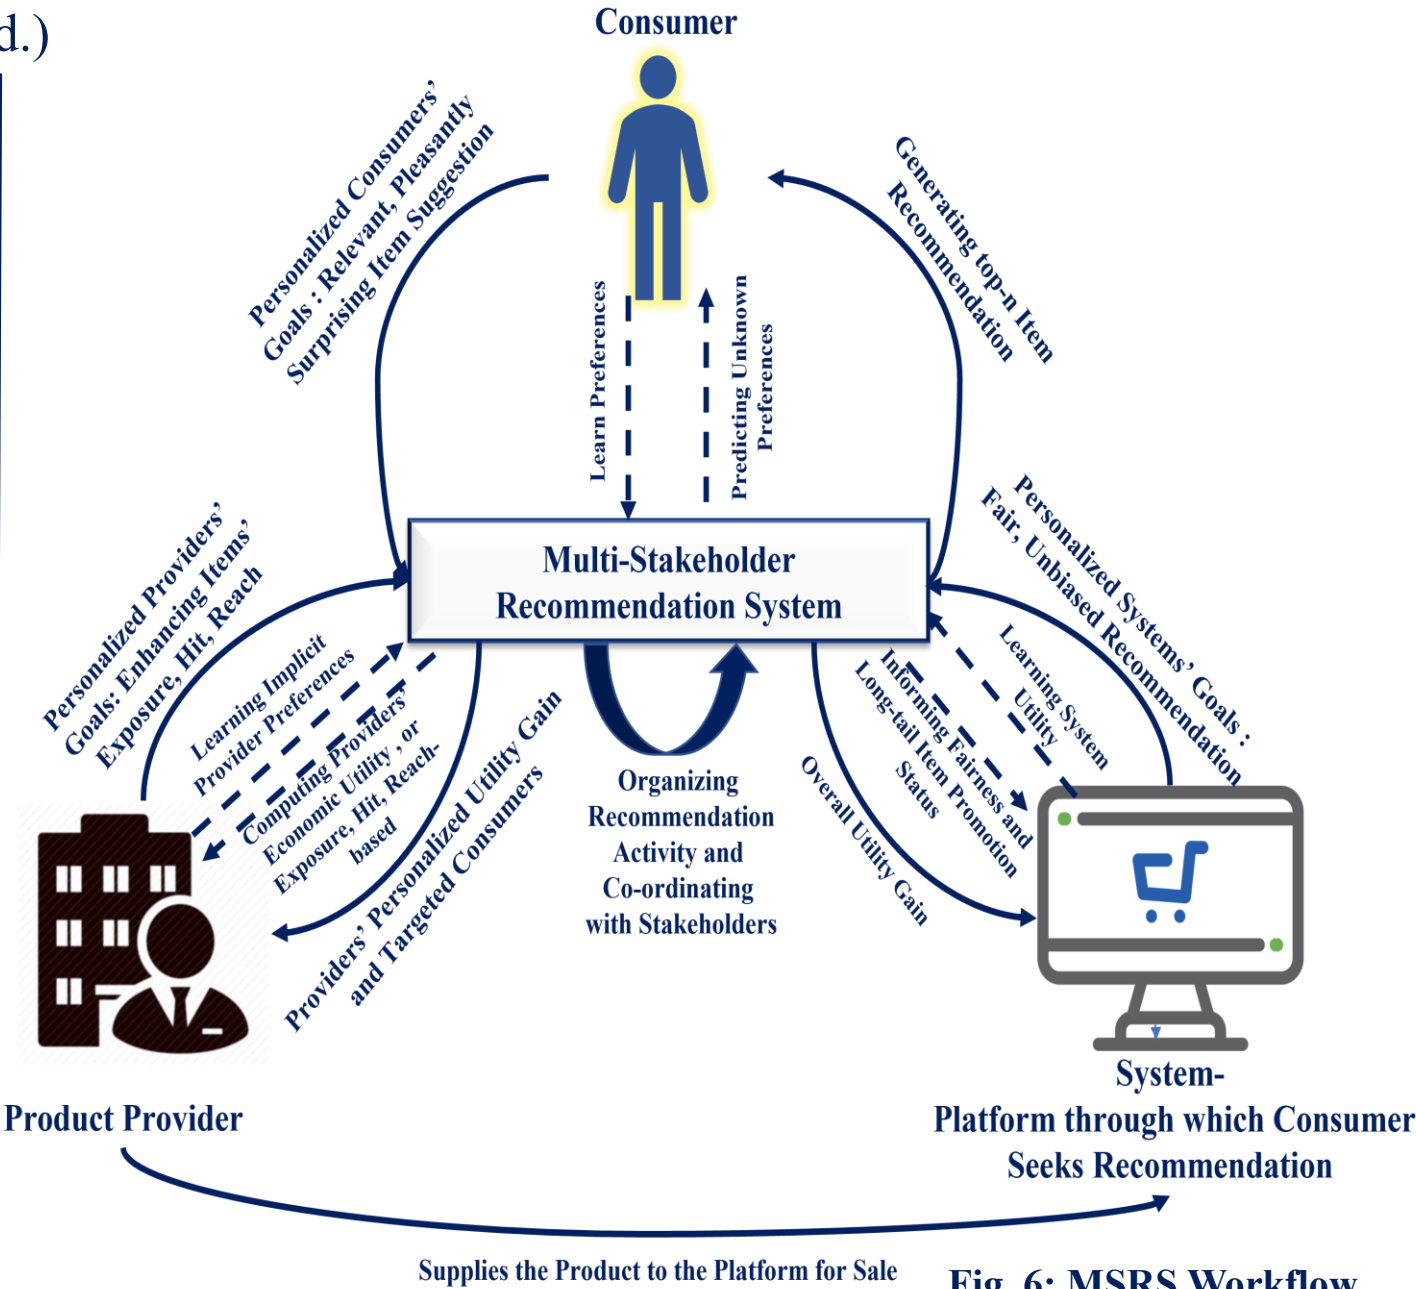 d.)
Consumer
Personalized Consumers’
Goals : Relevant, Pleasantly
Surprising Item Suggestion
Generating top-n Item
Recommendation
Learn Preferences
Predicting Unknown
Preferences
Multi-Stakeholder
Recommendation System
Personalized Providers’
Goals: Enhancing Items’
Exposure, Hit, Reach
Learning Implicit
Provider Preferences
Computing Providers’
Economic Utility , or
Exposure, Hit, Reach-
based
Providers’ Personalized Utility Gain
and Targeted Consumers
Organizing
Recommendation
Activity and
Co-ordinating
with Stakeholders
Overall Utility Gain
Informing Fairness and
Long-tail Item Promotion
Status
Learning System
Utility
Personalized Systems’ Goals :
Fair, Unbiased Recommendation
Product Provider
System-
Platform through which Consumer
Seeks Recommendation
Supplies the Product to the Platform for Sale
Fig. 6: MSRS Workflow